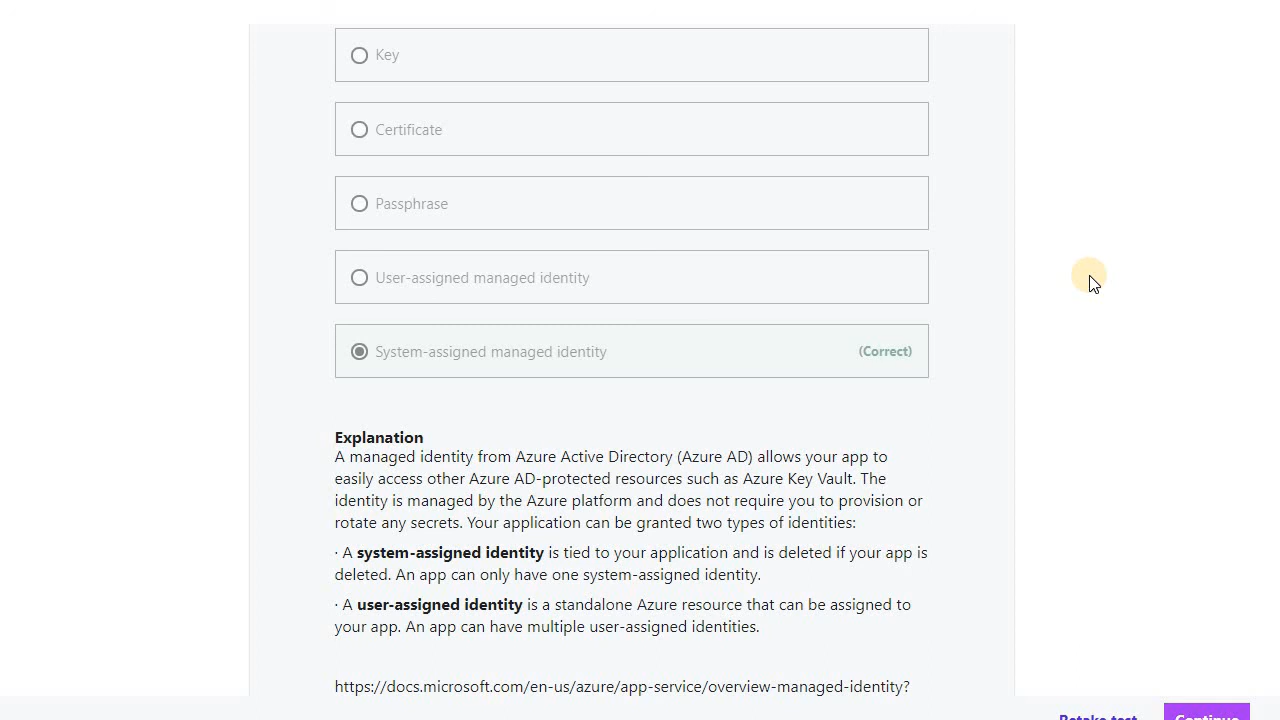 Key
Certificate
Passphrase
User-assigned managed identity
System-assigned managed identity (Correct)
Explanation
A managed identity from Azure Active Directory (Azure AD) allows your app to
easily access other Azure AD-protected resources such as Azure Key Vault. The
identity is managed by the Azure platform and does not require you to provision or
rotate any secrets. Your application can be granted two types of identities:
· A system-assigned identity is tied to your application and is deleted if your app is
deleted. An app can only have one system-assigned identity.
· A user-assigned identity is a standalone Azure resource that can be assigned to
your app. An app can have multiple user-assigned identities.
https://docs.microsoft.com/en-us/azure/app-service/overview-managed-identity?
Retake test Continue